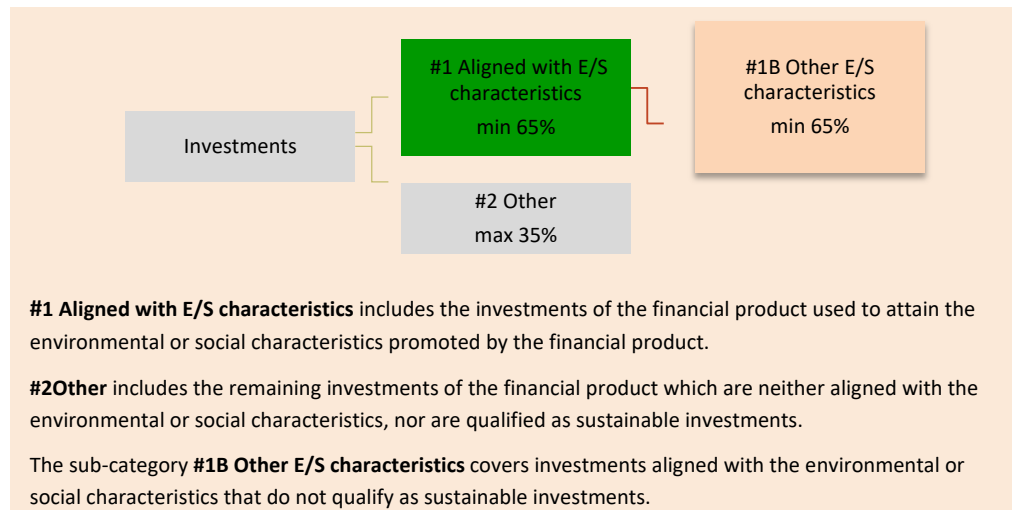 #1 Aligned with E/S
characteristics
min 65%
#1B Other E/S
characteristics
min 65%
Investments
#2 Other
max 35%
#1 Aligned with E/S characteristics includes the investments of the financial product used to attain the
environmental or social characteristics promoted by the financial product.
#2Other includes the remaining investments of the financial product which are neither aligned with the
environmental or social characteristics, nor are qualified as sustainable investments.
The sub-category #1B Other E/S characteristics covers investments aligned with the environmental or
social characteristics that do not qualify as sustainable investments.